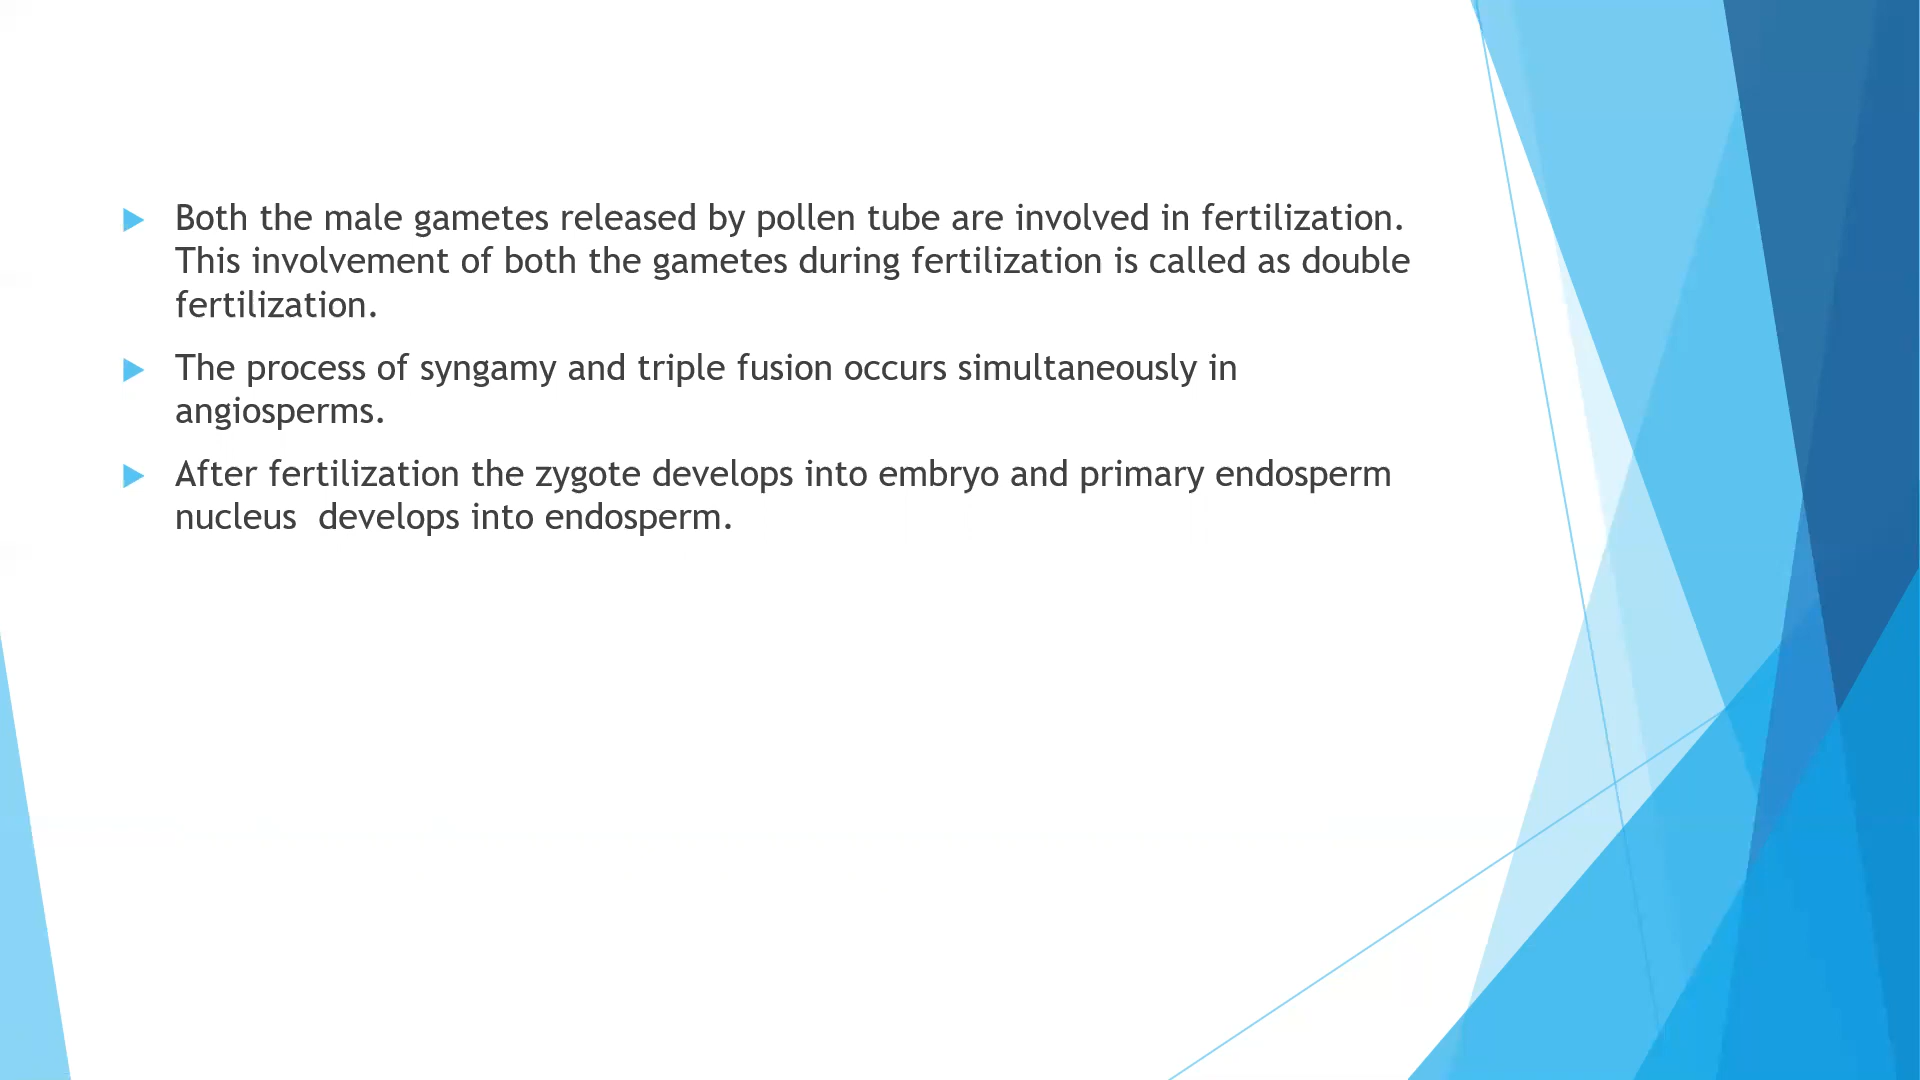 Both the male gametes released by pollen tube are involved in fertilization.
This involvement of both the gametes during fertilization is called as double
fertilization.
The process of syngamy and triple fusion occurs simultaneously in
angiosperms.
After fertilization the zygote develops into embryo and primary endosperm
nucleus  develops into endosperm.